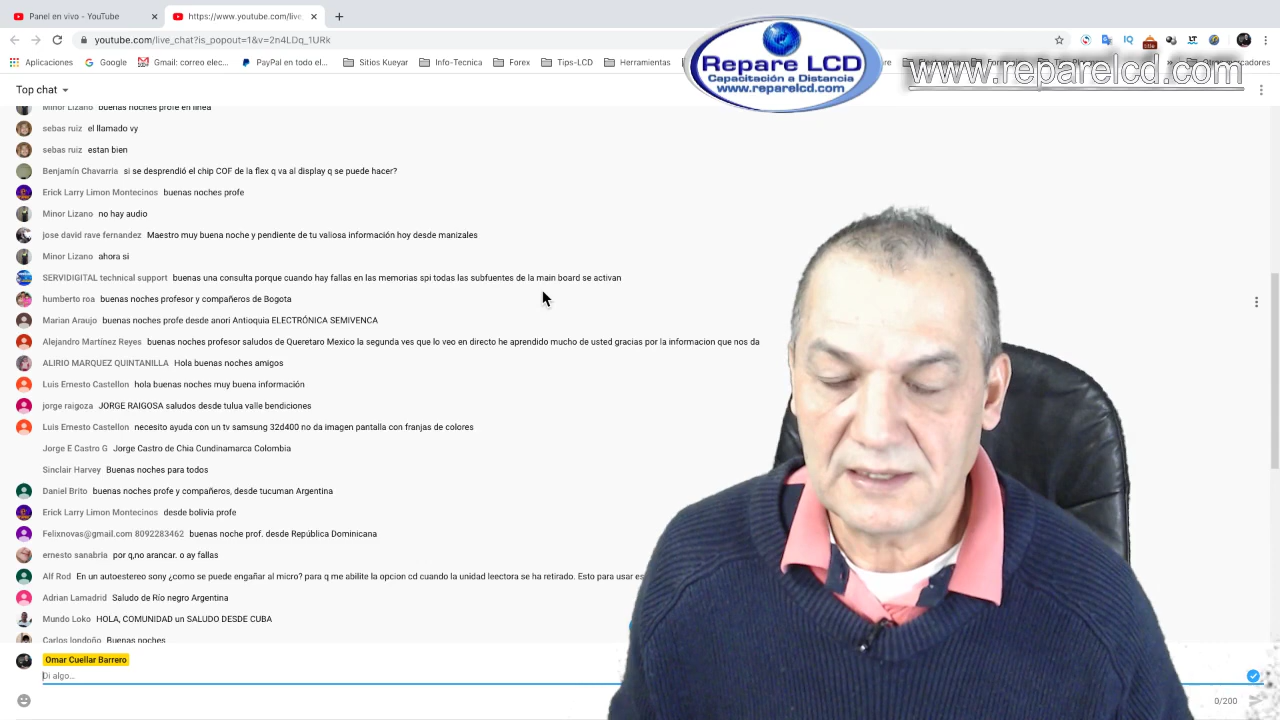 Panel en vivo - YouTube
https://www.youtube.com/live_
youtube.com/live_chat?is_popout=1&v=2n4LDq_1URk
Aplicaciones
Google
Gmail: correo elec...
PayPal en todo el...
Sitios Kueyar
Info-Tecnica
Forex
Tips-LCD
Herramientas
Repare LCD
Capacitación a Distancia
www.reparelcd.com
www.reparelcd.com
Top chat
Minor Lizano buenas noches profe en linea
sebas ruiz el llamado vy
sebas ruiz estan bien
Benjamín Chavarria si se desprendió el chip COF de la flex q va al display q se puede hacer?
Erick Larry Limon Montecinos buenas noches profe
Minor Lizano no hay audio
jose david rave fernandez Maestro muy buena noche y pendiente de tu valiosa información hoy desde manizales
Minor Lizano ahora si
SERVIDIGITAL technical support buenas una consulta porque cuando hay fallas en las memorias spi todas las subfuentes de la main board se activan
humberto roa buenas noches profesor y compañeros de Bogota
Marian Araujo buenas noches profe desde anori Antioquia ELECTRÓNICA SEMIVENCA
Alejandro Martínez Reyes buenas noches profesor saludos de Queretaro Mexico la segunda ves que lo veo en directo he aprendido mucho de usted gracias por la informacion que nos da
ALIRIO MARQUEZ QUINTANILLA Hola buenas noches amigos
Luis Ernesto Castellon hola buenas noches muy buena información
jorge raigoza JORGE RAIGOSA saludos desde tulua valle bendiciones
Luis Ernesto Castellon necesito ayuda con un tv samsung 32d400 no da imagen pantalla con franjas de colores
Jorge E Castro G Jorge Castro de Chia Cundinamarca Colombia
Sinclair Harvey Buenas noches para todos
Daniel Brito buenas noches profe y compañeros, desde tucuman Argentina
Erick Larry Limon Montecinos desde bolivia profe
Felixnovas@gmail.com 8092283462 buenas noche prof. desde República Dominicana
ernesto sanabria por q,no arancar. o ay fallas
Alf Rod En un autoestereo sony ¿como se puede engañar al micro? para q me abilite la opcion cd cuando la unidad leectora se ha retirado. Esto para usar es
Adrian Lamadrid Saludo de Río negro Argentina
Mundo Loko HOLA, COMUNIDAD un SALUDO DESDE CUBA
Carlos londoño Buenas noches
Omar Cuellar Barrero
Di algo...
0/200